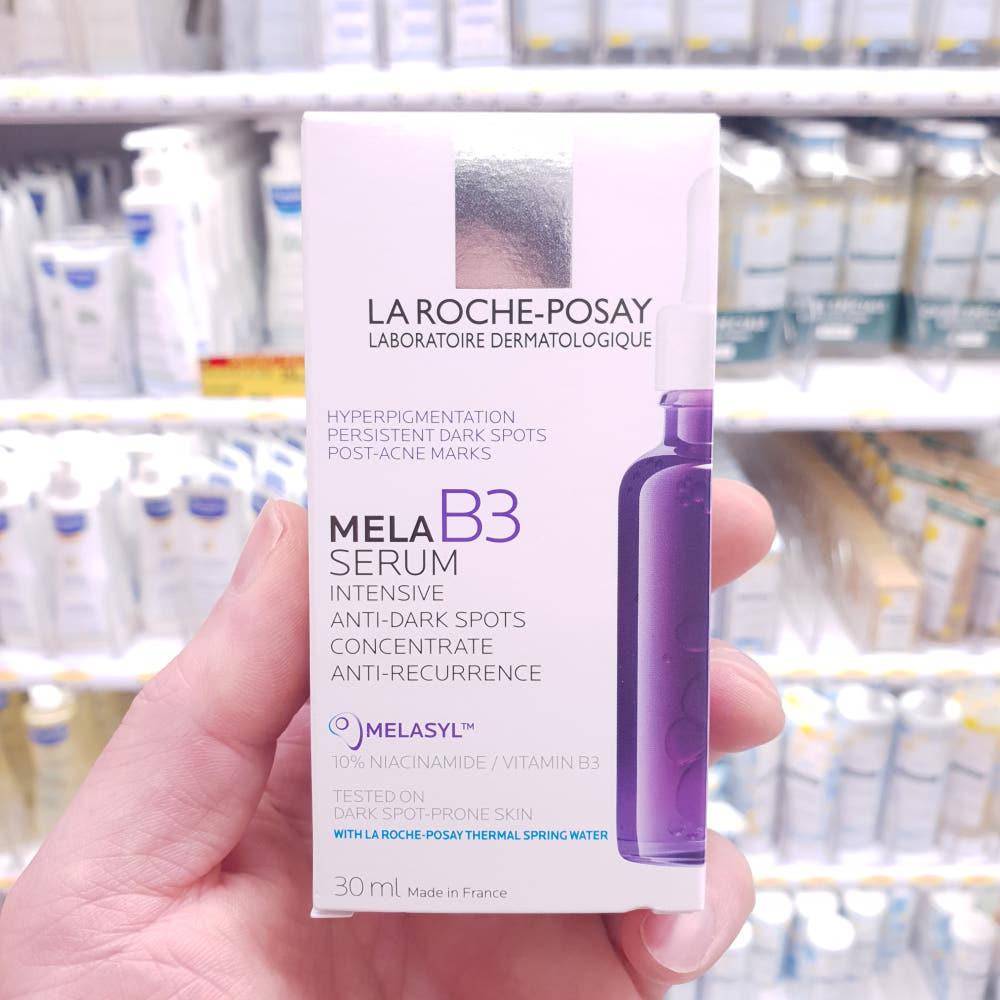 LA ROCHE-POSAY
LABORATOIRE DERMATOLOGIQUE
HYPERPIGMENTATION
PERSISTENT DARK SPOTS
POST-ACNE MARKS
MELA B3
SERUM
INTENSIVE
ANTI-DARK SPOTS
CONCENTRATE
ANTI-RECURRENCE
MELASYL™
10% NIACINAMIDE / VITAMIN B3
TESTED ON
DARK SPOT-PRONE SKIN
WITH LA ROCHE-POSAY THERMAL SPRING WATER
30 ml Made in France